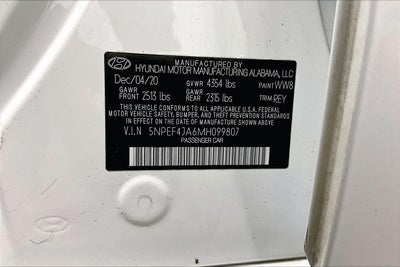 MANUFACTURED BY
HYUNDAI MOTOR MANUFACTURING ALABAMA, LLC
Dec/04/20 GVWR 4354 lbs PAINT WW8
GAWR FRONT 2513 lbs GAWR REAR 2315 lbs TRIM REY
THIS VEHICLE CONFORMS TO ALL APPLICABLE U.S.A. FEDERAL
MOTOR VEHICLE SAFETY, BUMPER, AND THEFT PREVENTION STANDARDS
IN EFFECT ON THE DATE OF MANUFACTURE SHOWN ABOVE.
V.I.N 5NPEF4JA6MH099807
PASSENGER CAR